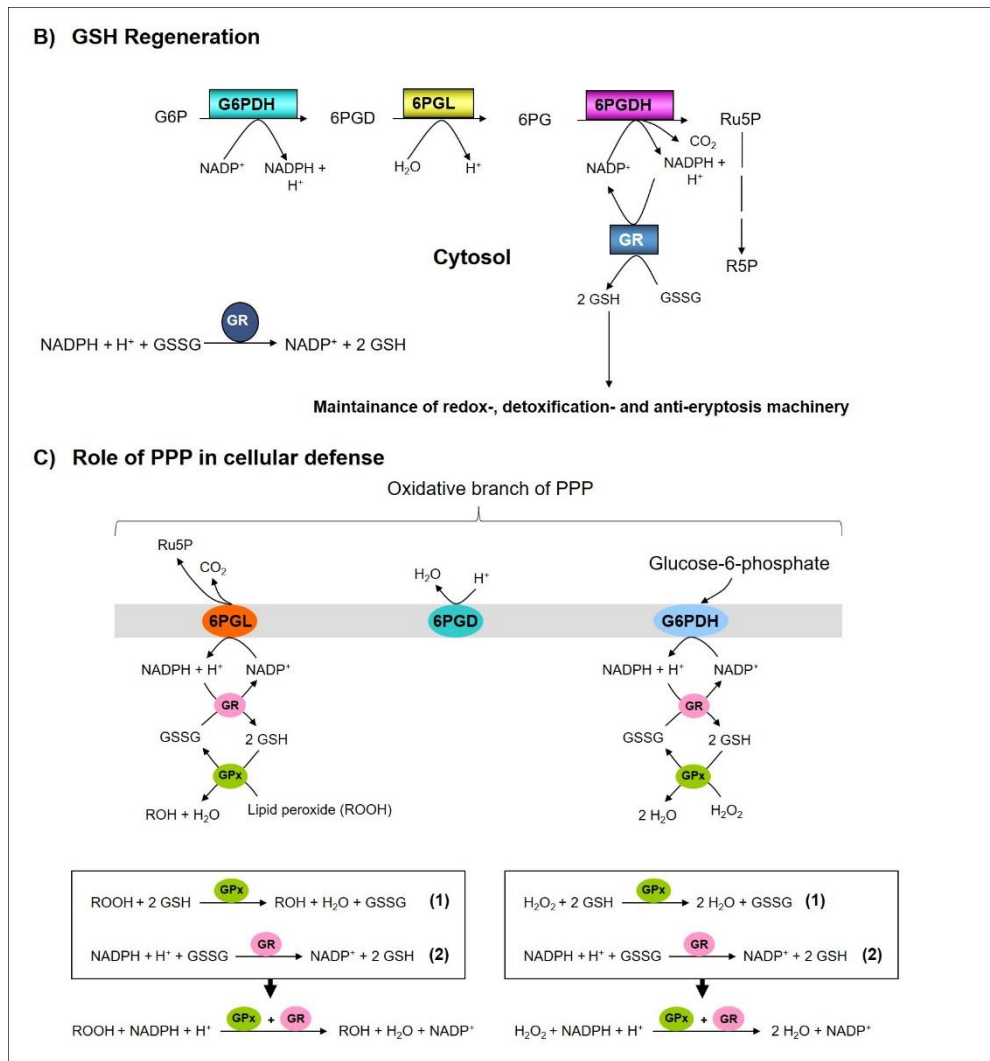 B) GSH Regeneration
G6P G6PDH 6PGD 6PGL 6PG 6PGDH Ru5P
CO₂
NADP⁺ NADPH + H₂O H⁺ NADP⁺ NADPH +
H⁺ H⁺
GR
Cytosol R5P
2 GSH GSSG
GR
NADPH + H⁺ + GSSG NADP⁺ + 2 GSH
Maintainance of redox-, detoxification- and anti-eryptosis machinery
C) Role of PPP in cellular defense
Oxidative branch of PPP
Ru5P
CO₂ H₂O H⁺ Glucose-6-phosphate
6PGL 6PGD G6PDH
NADPH + H⁺ NADP⁺ NADPH + H⁺ NADP⁺
GR GR
GSSG 2 GSH GSSG 2 GSH
GPx GPx
ROH + H₂O Lipid peroxide (ROOH) 2 H₂O H₂O₂
GPx
ROOH + 2 GSH ROH + H₂O + GSSG (1)
GR
NADPH + H⁺ + GSSG NADP⁺ + 2 GSH (2)
GPx + GR
ROOH + NADPH + H⁺ ROH + H₂O + NADP⁺
GPx
H₂O₂ + 2 GSH 2 H₂O + GSSG (1)
GR
NADPH + H⁺ + GSSG NADP⁺ + 2 GSH (2)
GPx + GR
H₂O₂ + NADPH + H⁺ 2 H₂O + NADP⁺